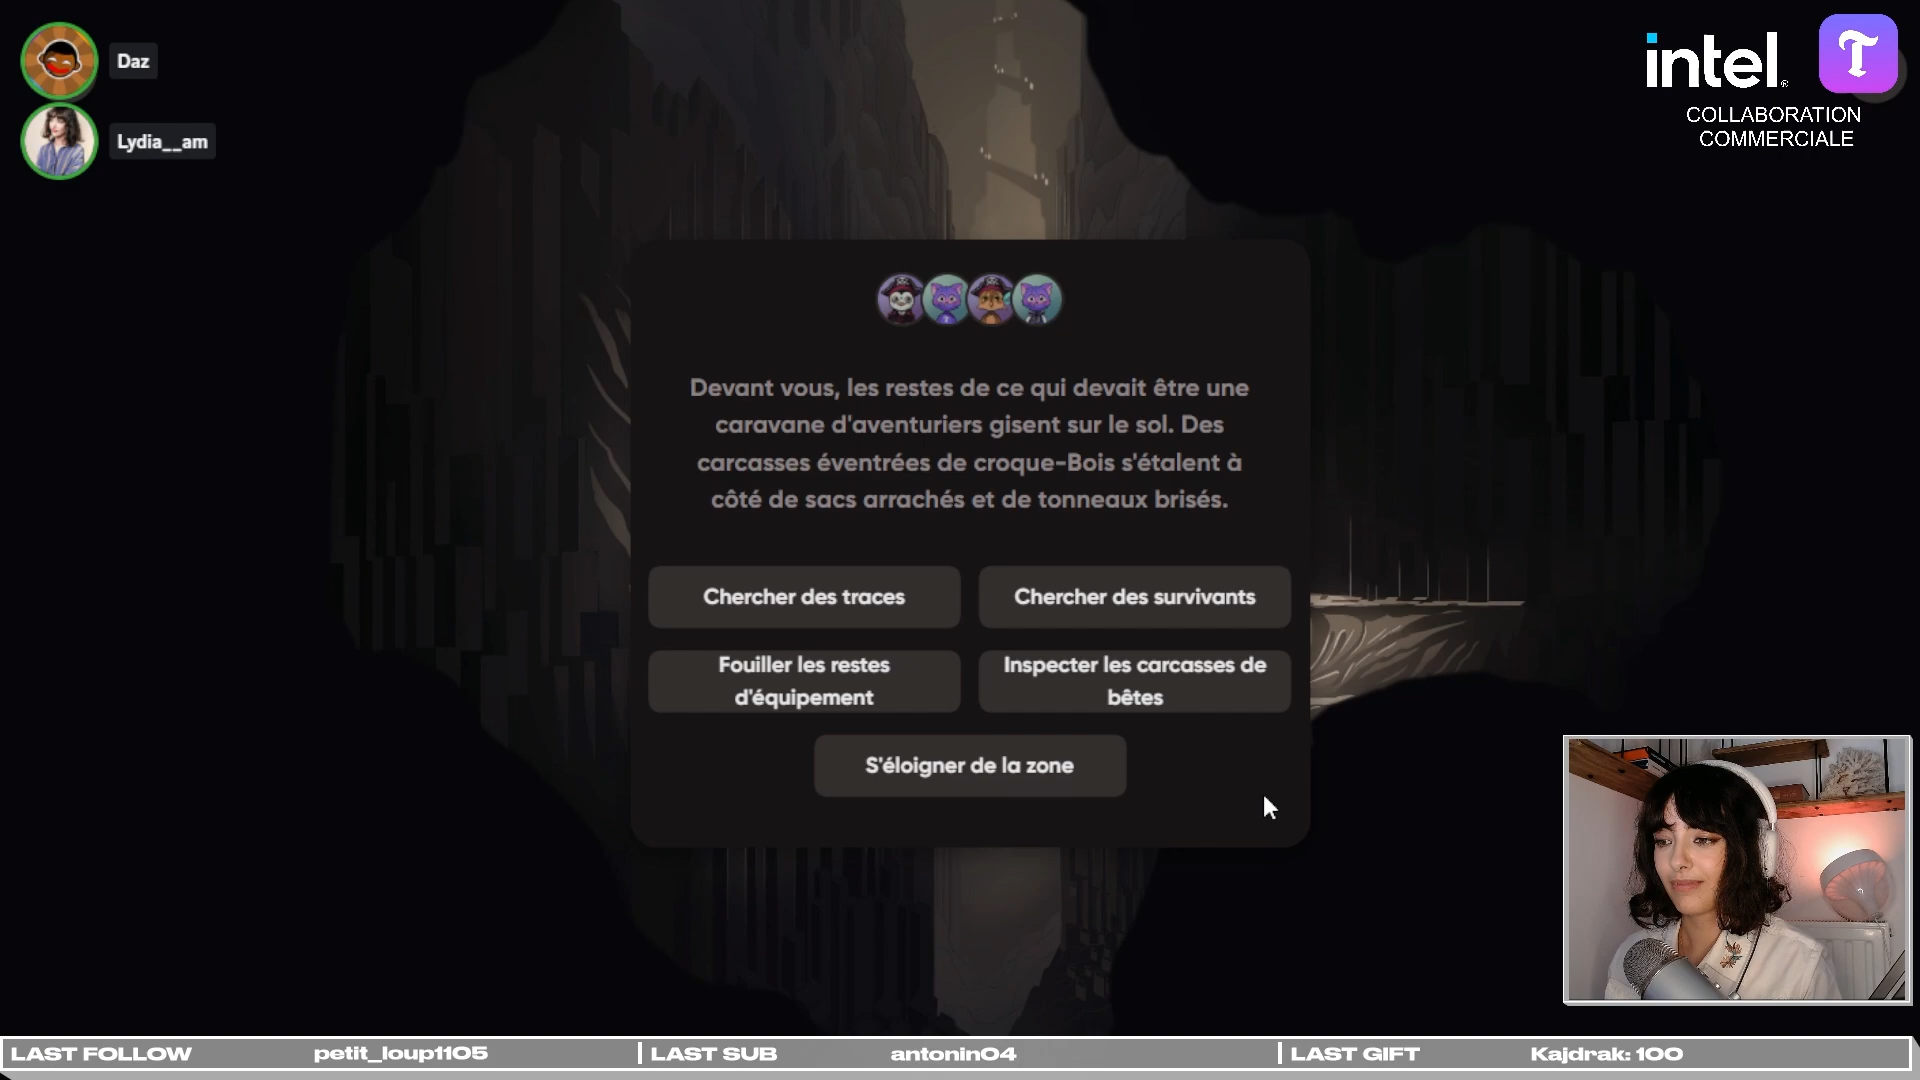 Daz
Lydia__am
intel
COLLABORATION
COMMERCIALE
Devant vous, les restes de ce qui devait être une
caravane d'aventuriers gisent sur le sol. Des
carcasses éventrées de croque-Bois s'étalent à
côté de sacs arrachés et de tonneaux brisés.
Chercher des traces
Chercher des survivants
Fouiller les restes
d'équipement
Inspecter les carcasses de
bêtes
S'éloigner de la zone
LAST FOLLOW petit_loup1105 | LAST SUB antonin04 | LAST GIFT Kajdrak: 100